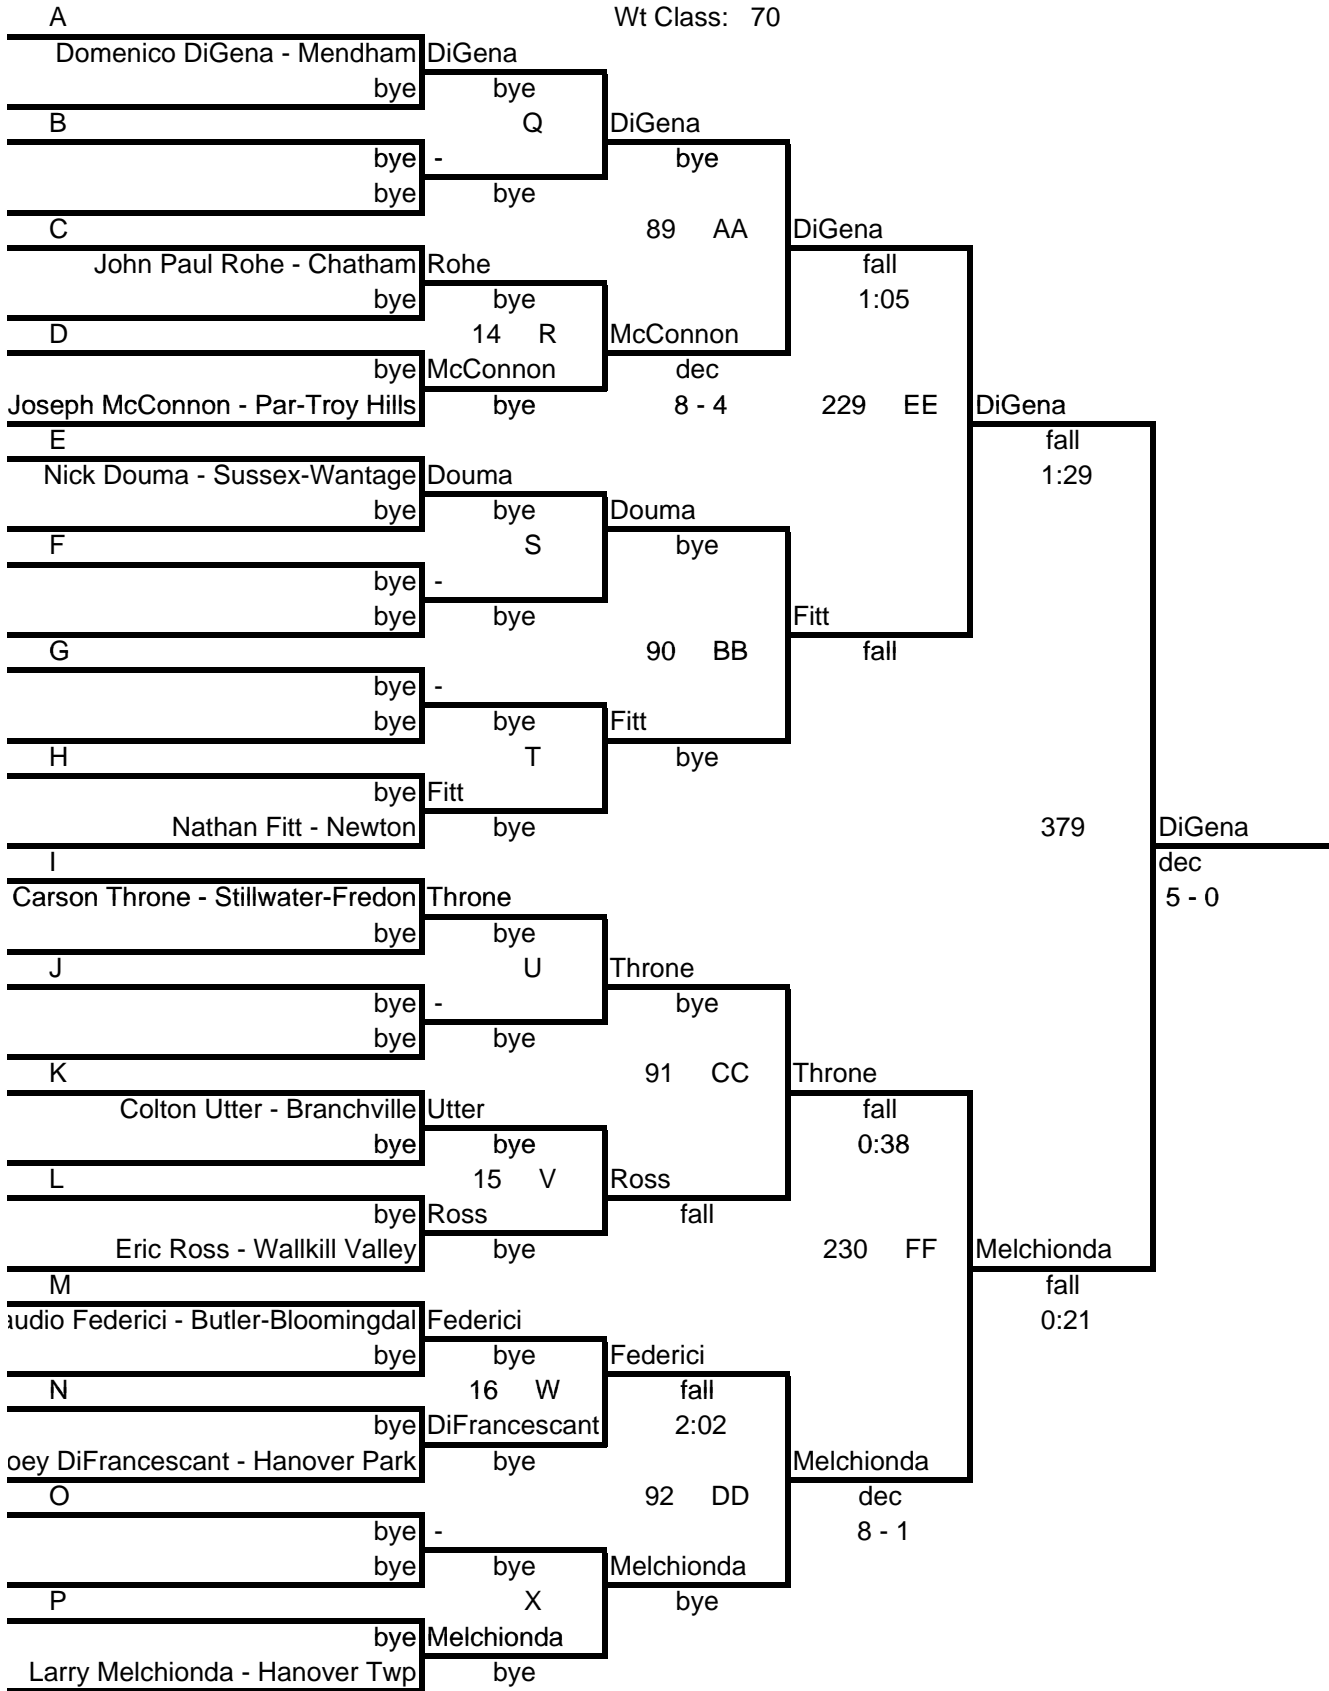 A Wt Class: 70
Domenico DiGena - Mendham DiGena
bye bye
B Q DiGena
bye - bye
bye bye
C 89 AA DiGena
John Paul Rohe - Chatham Rohe fall
bye bye 1:05
D 14 R McConnon
bye McConnon dec
Joseph McConnon - Par-Troy Hills bye 8 - 4 229 EE DiGena
E fall
Nick Douma - Sussex-Wantage Douma 1:29
bye bye Douma
F S bye
bye -
bye bye Fitt
G 90 BB fall
bye -
bye bye Fitt
H T bye
bye Fitt
Nathan Fitt - Newton bye 379 DiGena
I dec
Carson Throne - Stillwater-Fredon Throne 5 - 0
bye bye
J U Throne
bye - bye
bye bye
K 91 CC Throne
Colton Utter - Branchville Utter fall
bye bye 0:38
L 15 V Ross
bye Ross fall
Eric Ross - Wallkill Valley bye 230 FF Melchionda
M fall
audio Federici - Butler-Bloomingdal Federici 0:21
bye bye Federici
N 16 W fall
bye DiFrancescant 2:02
oey DiFrancescant - Hanover Park bye Melchionda
O 92 DD dec
bye - 8 - 1
bye bye Melchionda
P X bye
bye Melchionda
Larry Melchionda - Hanover Twp bye